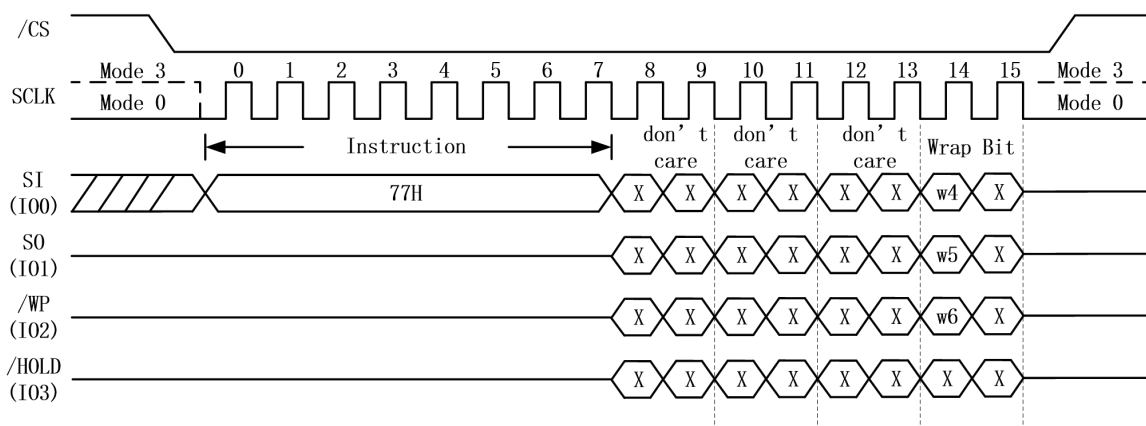 /CS
Mode 3 0 1 2 3 4 5 6 7 8 9 10 11 12 13 14 15 Mode 3
SCLK Mode 0 Mode 0
Instruction don't care don't care don't care Wrap Bit
SI
(IO0) 77H X X X X X X w4 X
SO
(IO1) X X X X X X w5 X
/WP
(IO2) X X X X X X w6 X
/HOLD
(IO3) X X X X X X X X